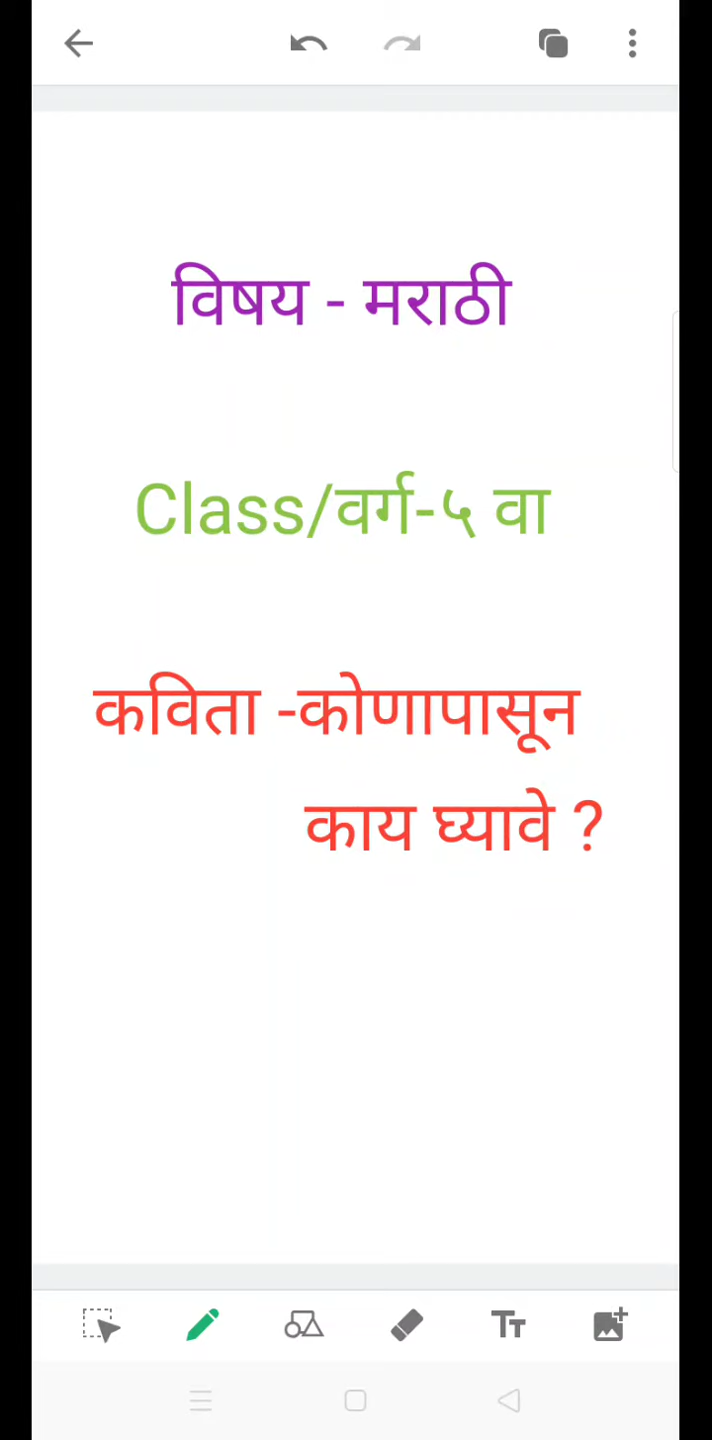 विषय - मराठी
Class/वर्ग-५ वा
कविता -कोणापासून
काय घ्यावे ?